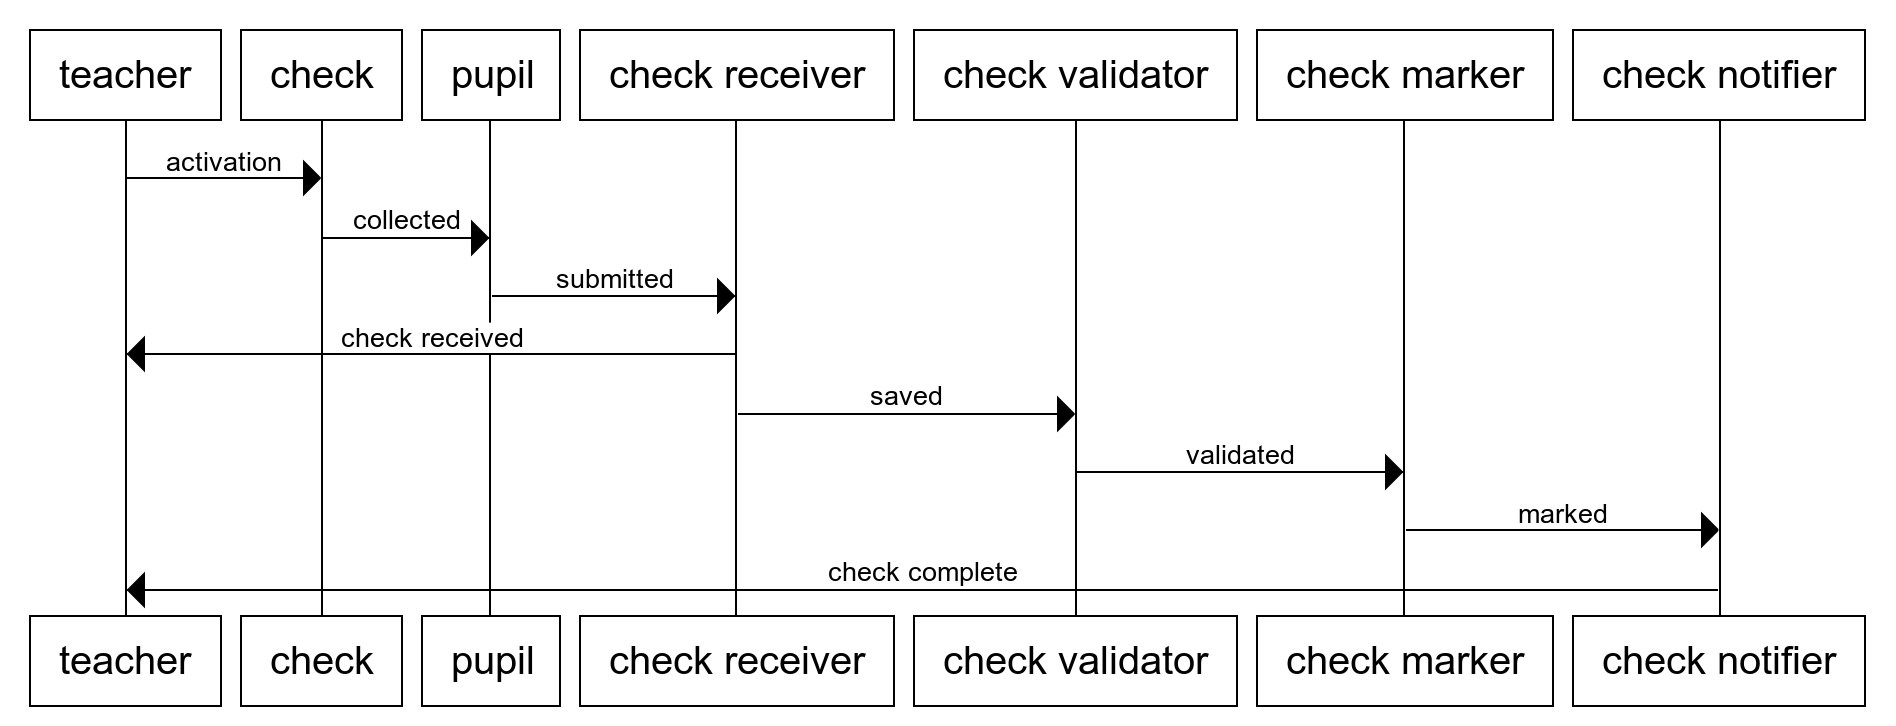 teacher
check
pupil
check receiver
check validator
check marker
check notifier
activation
collected
submitted
check received
saved
validated
marked
check complete
teacher
check
pupil
check receiver
check validator
check marker
check notifier